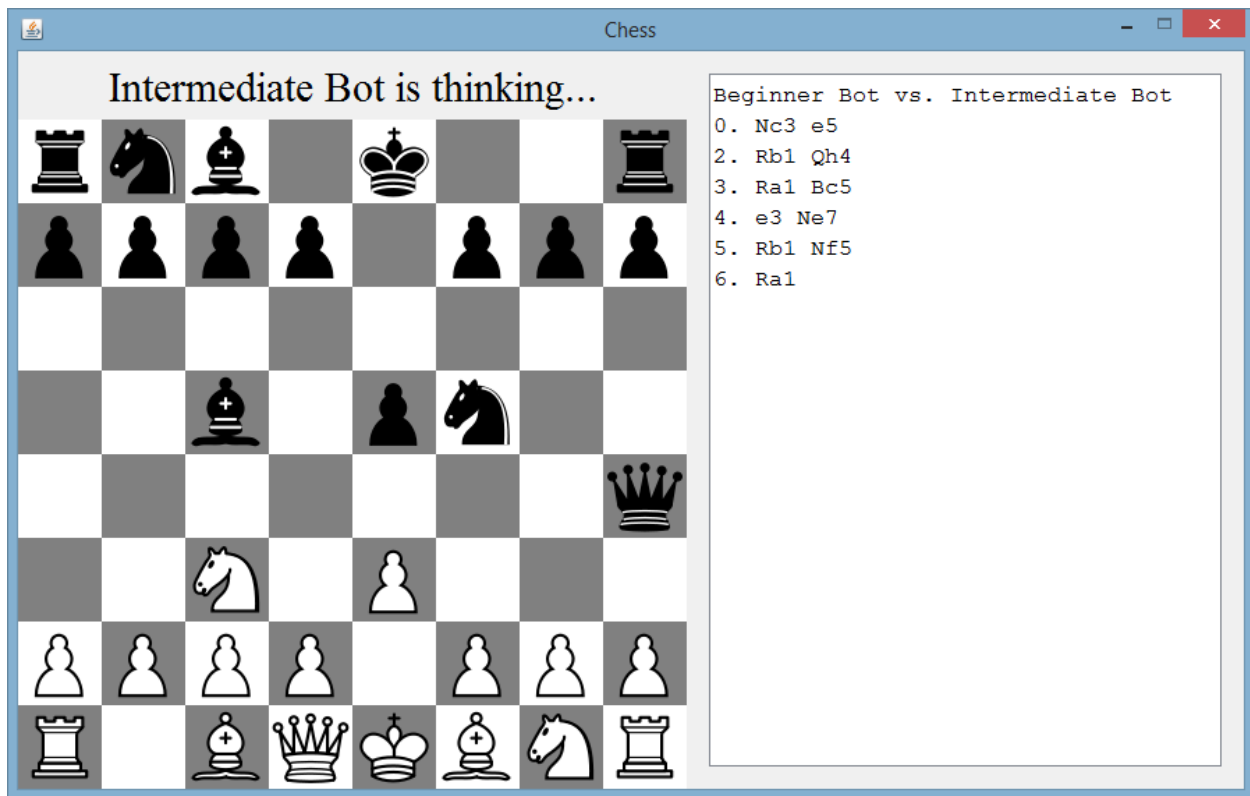 Chess
Intermediate Bot is thinking...
Beginner Bot vs. Intermediate Bot
0. Nc3 e5
2. Rb1 Qh4
3. Ra1 Bc5
4. e3 Ne7
5. Rb1 Nf5
6. Ra1